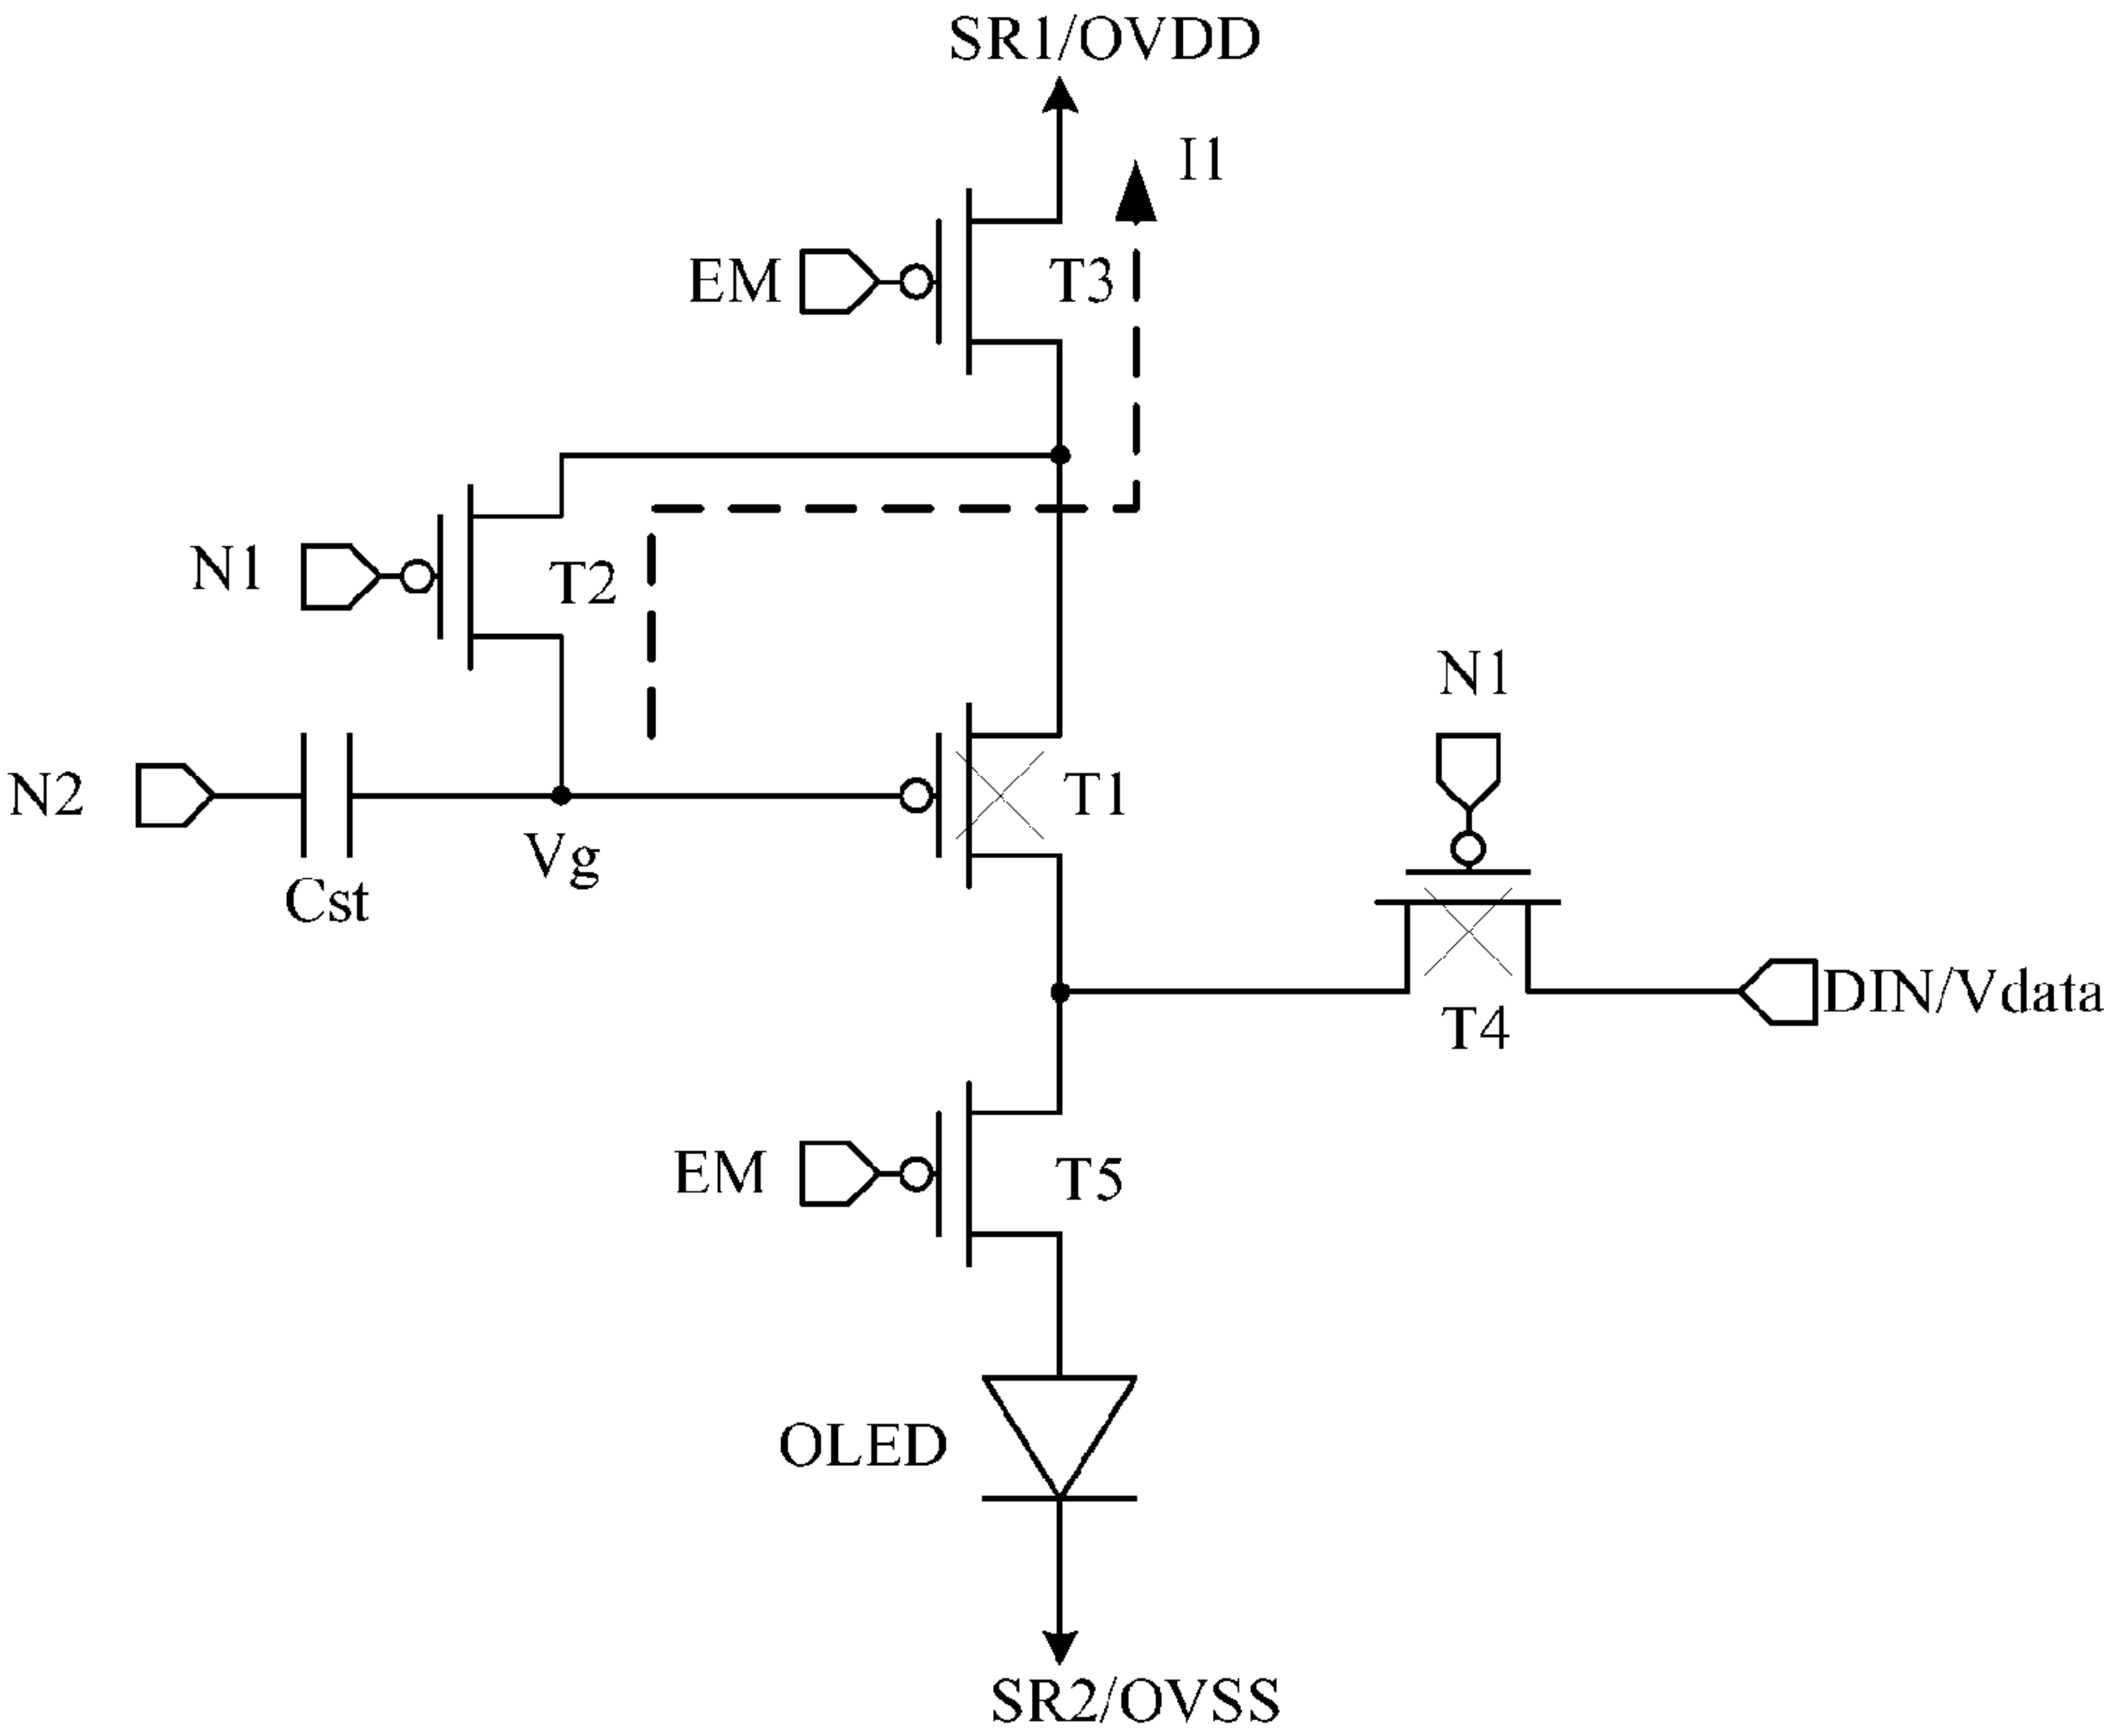 SR1/OVDD
I1
EM
T3
N1
T2
N1
N2
T1
Vg
Cst
DIN/Vdata
T4
EM
T5
OLED
SR2/OVSS